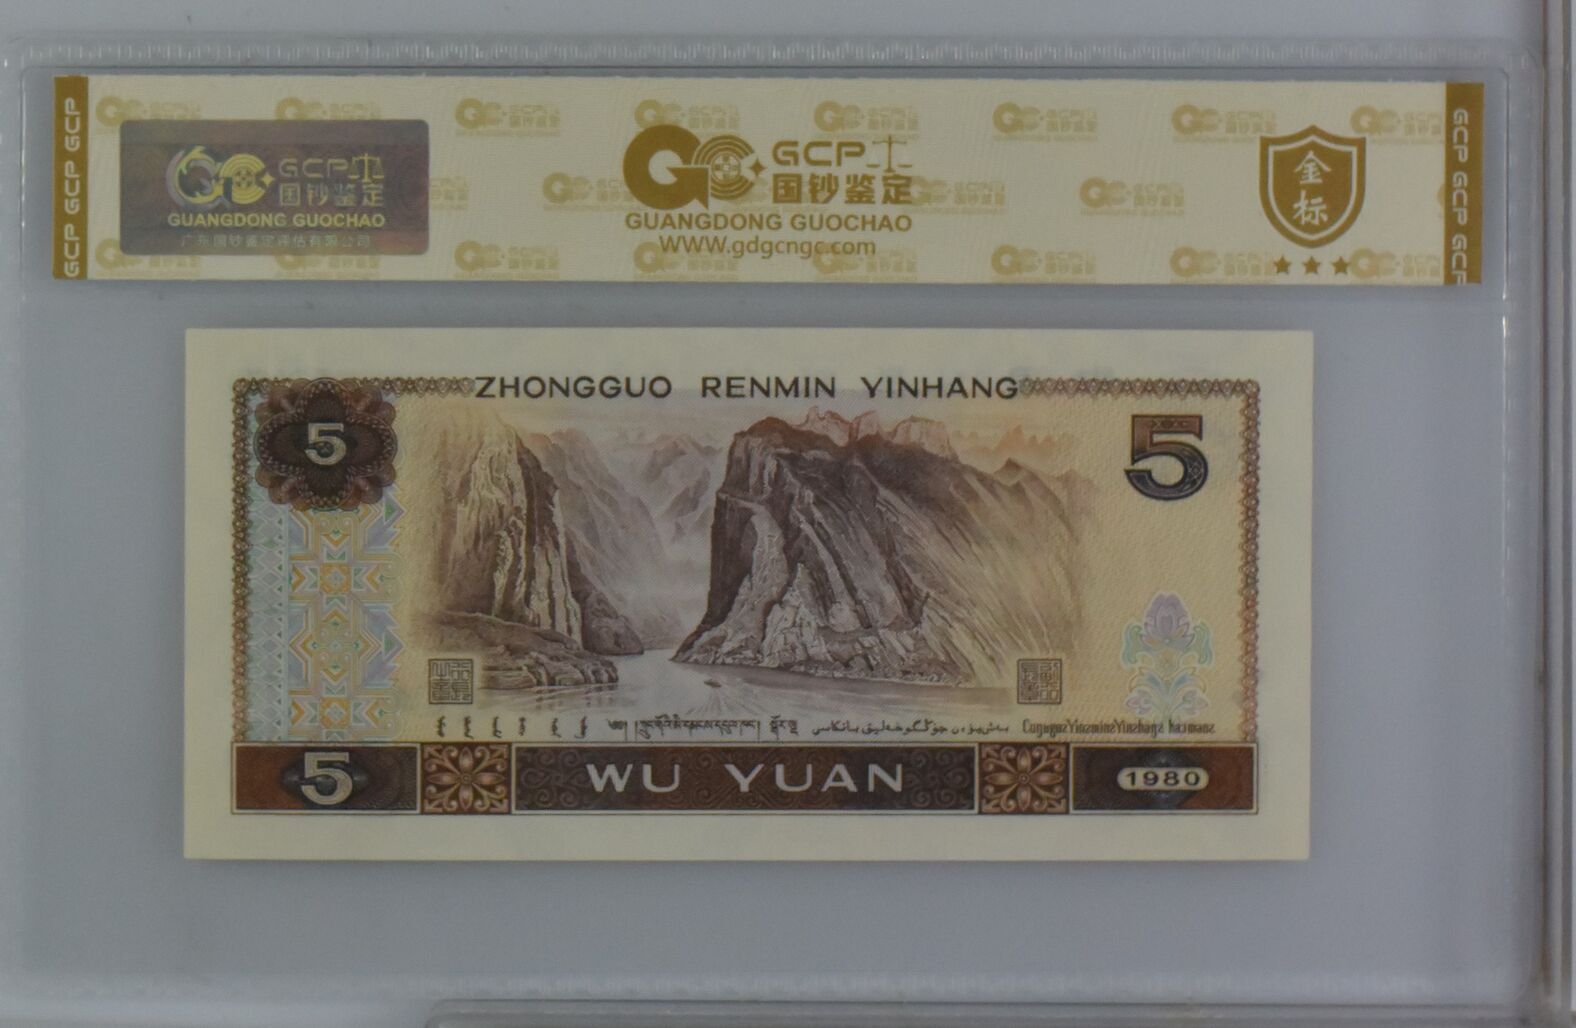 GCP GCP GCP
GCP
国钞鉴定
GUANGDONG GUOCHAO
广东国钞鉴定评估有限公司
GCP
国钞鉴定
GUANGDONG GUOCHAO
WWW.gdgcngc.com
金标
GCP GCP GCP
ZHONGGUO RENMIN YINHANG
5
5
5
WU YUAN
1980